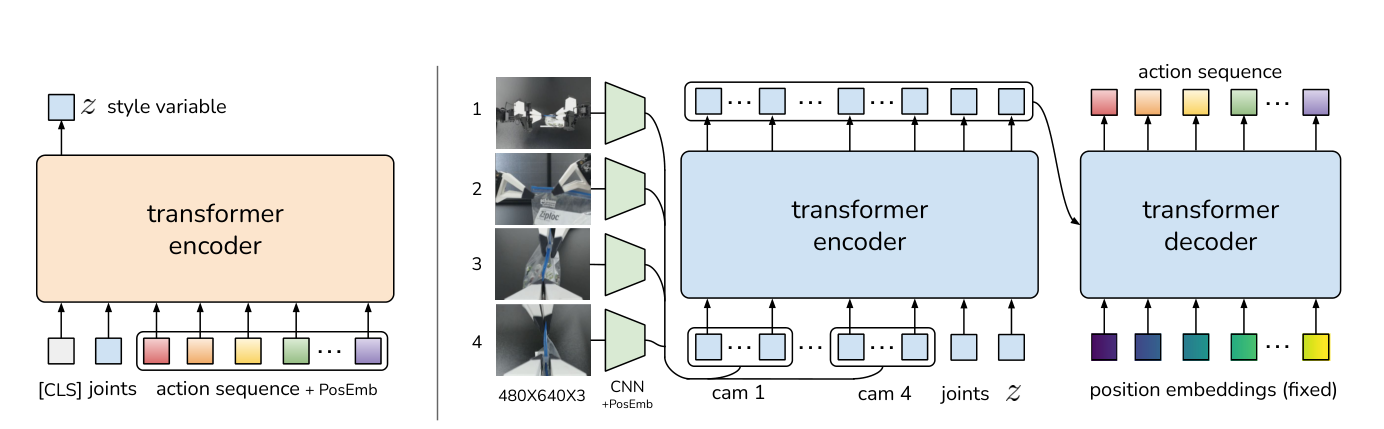 z style variable
transformer
encoder
[CLS] joints action sequence + PosEmb
1
2
3
4
Ziploc
480X640X3
CNN
+PosEmb
transformer
encoder
cam 1
cam 4
joints z
action sequence
transformer
decoder
position embeddings (fixed)